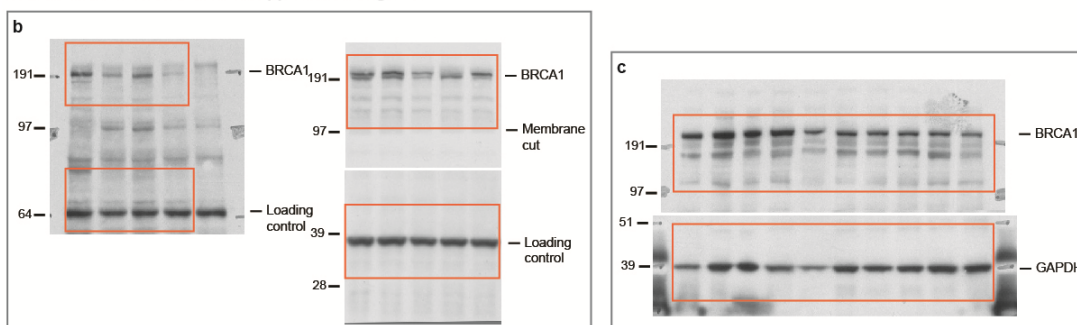 b
191
97
64
BRCA1
Loading
control
191
97
39
28
BRCA1
Membrane
cut
Loading
control
c
191
97
51
39
BRCA1
GAPDH